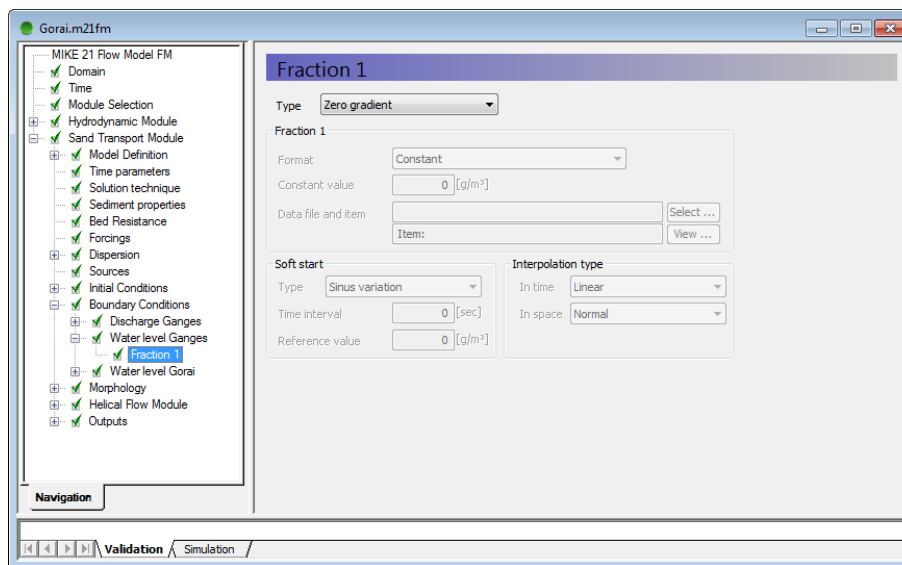 Gorai.m21fm
MIKE 21 Flow Model FM
Domain
Time
Module Selection
Hydrodynamic Module
Sand Transport Module
Model Definition
Time parameters
Solution technique
Sediment properties
Bed Resistance
Forcings
Dispersion
Sources
Initial Conditions
Boundary Conditions
Discharge Ganges
Water level Ganges
Fraction 1
Water level Gorai
Morphology
Helical Flow Module
Outputs
Navigation
Fraction 1
Type Zero gradient
Fraction 1
Format Constant
Constant value 0 [g/m³]
Data file and item Select ...
Item: View ...
Soft start
Type Sinus variation
Time interval 0 [sec]
Reference value 0 [g/m³]
Interpolation type
In time Linear
In space Normal
Validation Simulation